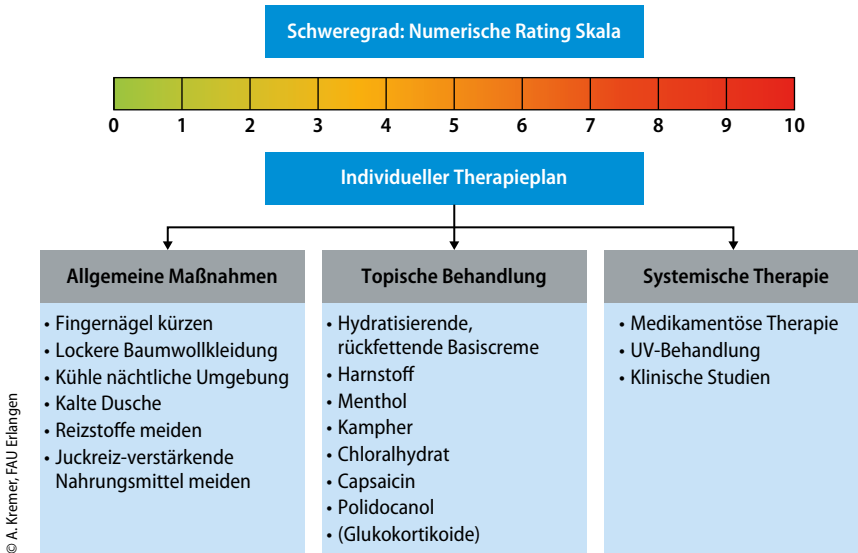 Schweregrad: Numerische Rating Skala
0 1 2 3 4 5 6 7 8 9 10
Individueller Therapieplan
Allgemeine Maßnahmen
• Fingernägel kürzen
• Lockere Baumwollkleidung
• Kühle nächtliche Umgebung
• Kalte Dusche
• Reizstoffe meiden
• Juckreiz-verstärkende
Nahrungsmittel meiden
Topische Behandlung
• Hydratisierende,
rückfettende Basiscreme
• Harnstoff
• Menthol
• Kampher
• Chloralhydrat
• Capsaicin
• Polidocanol
• (Glukokortikoide)
Systemische Therapie
• Medikamentöse Therapie
• UV-Behandlung
• Klinische Studien
© A. Kremer, FAU Erlangen